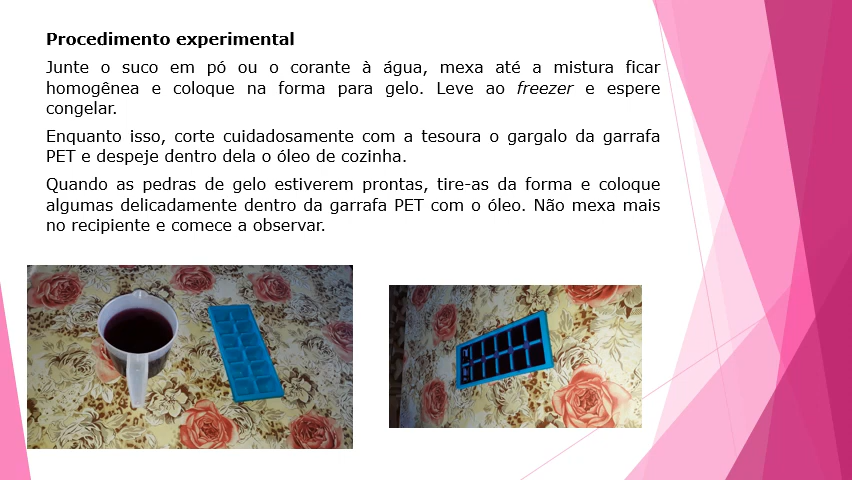 Procedimento experimental
Junte o suco em pó ou o corante à água, mexa até a mistura ficar
homogênea e coloque na forma para gelo. Leve ao freezer e espere
congelar.
Enquanto isso, corte cuidadosamente com a tesoura o gargalo da garrafa
PET e despeje dentro dela o óleo de cozinha.
Quando as pedras de gelo estiverem prontas, tire-as da forma e coloque
algumas delicadamente dentro da garrafa PET com o óleo. Não mexa mais
no recipiente e comece a observar.